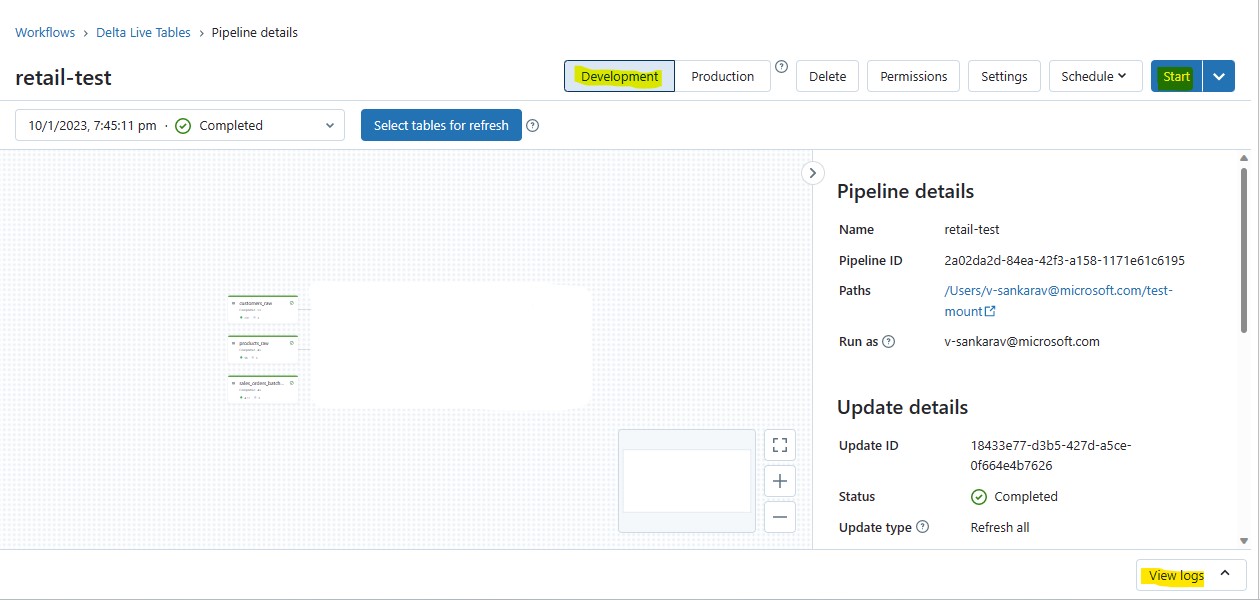 Workflows › Delta Live Tables › Pipeline details
retail-test
Development Production ? Delete Permissions Settings Schedule Start
10/1/2023, 7:45:11 pm · Completed Select tables for refresh ?
customers_raw
products_raw
sales_orders_batch...
Pipeline details
Name retail-test
Pipeline ID 2a02da2d-84ea-42f3-a158-1171e61c6195
Paths /Users/v-sankarav@microsoft.com/test-
mount
Run as ? v-sankarav@microsoft.com
Update details
Update ID 18433e77-d3b5-427d-a5ce-
0f664e4b7626
Status Completed
Update type ? Refresh all
View logs